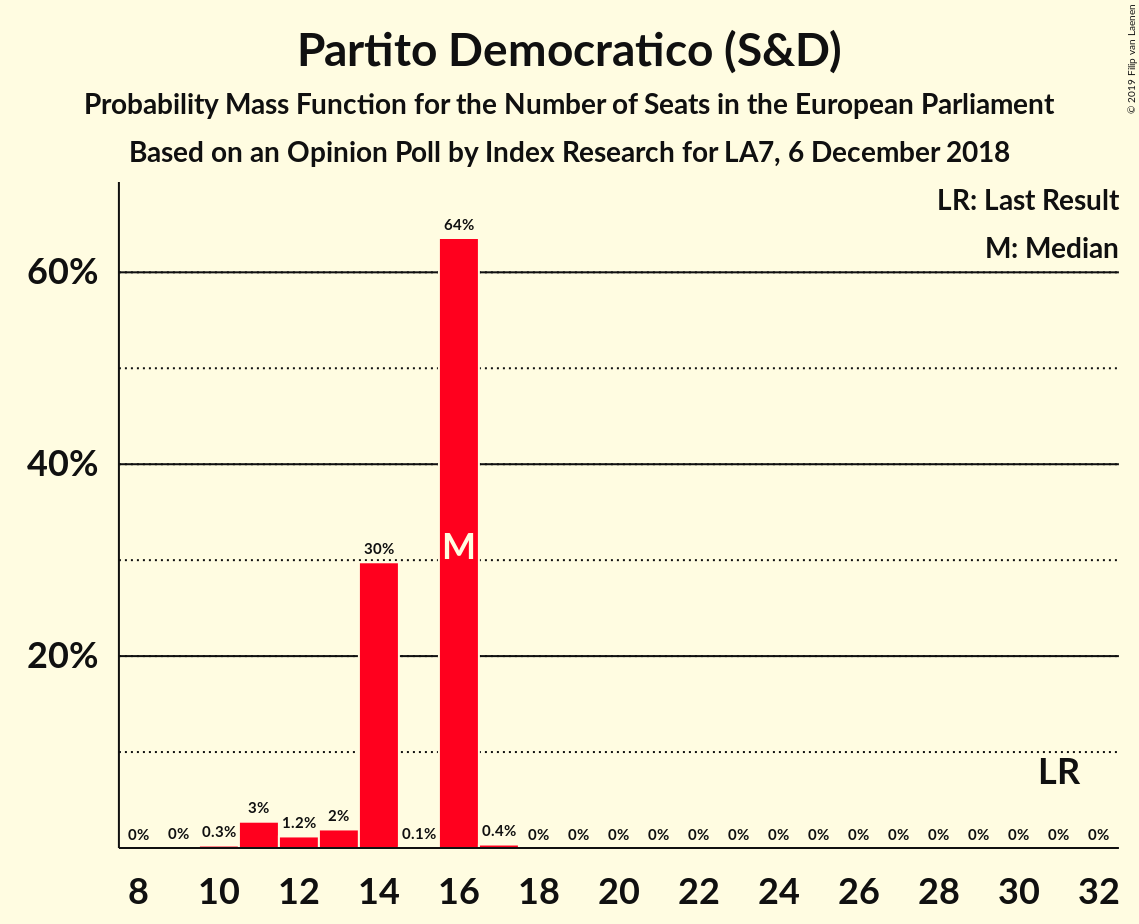 Partito Democratico (S&D)
Probability Mass Function for the Number of Seats in the European Parliament
Based on an Opinion Poll by Index Research for LA7, 6 December 2018
© 2019 Filip van Laenen
LR: Last Result
M: Median
60%
40%
20%
0% 0% 0.3% 3% 1.2% 2% 30% 0.1% 64% 0.4% 0% 0% 0% 0% 0% 0% 0% 0% 0% 0% 0% 0% 0% 0% 0%
M
LR
8 10 12 14 16 18 20 22 24 26 28 30 32